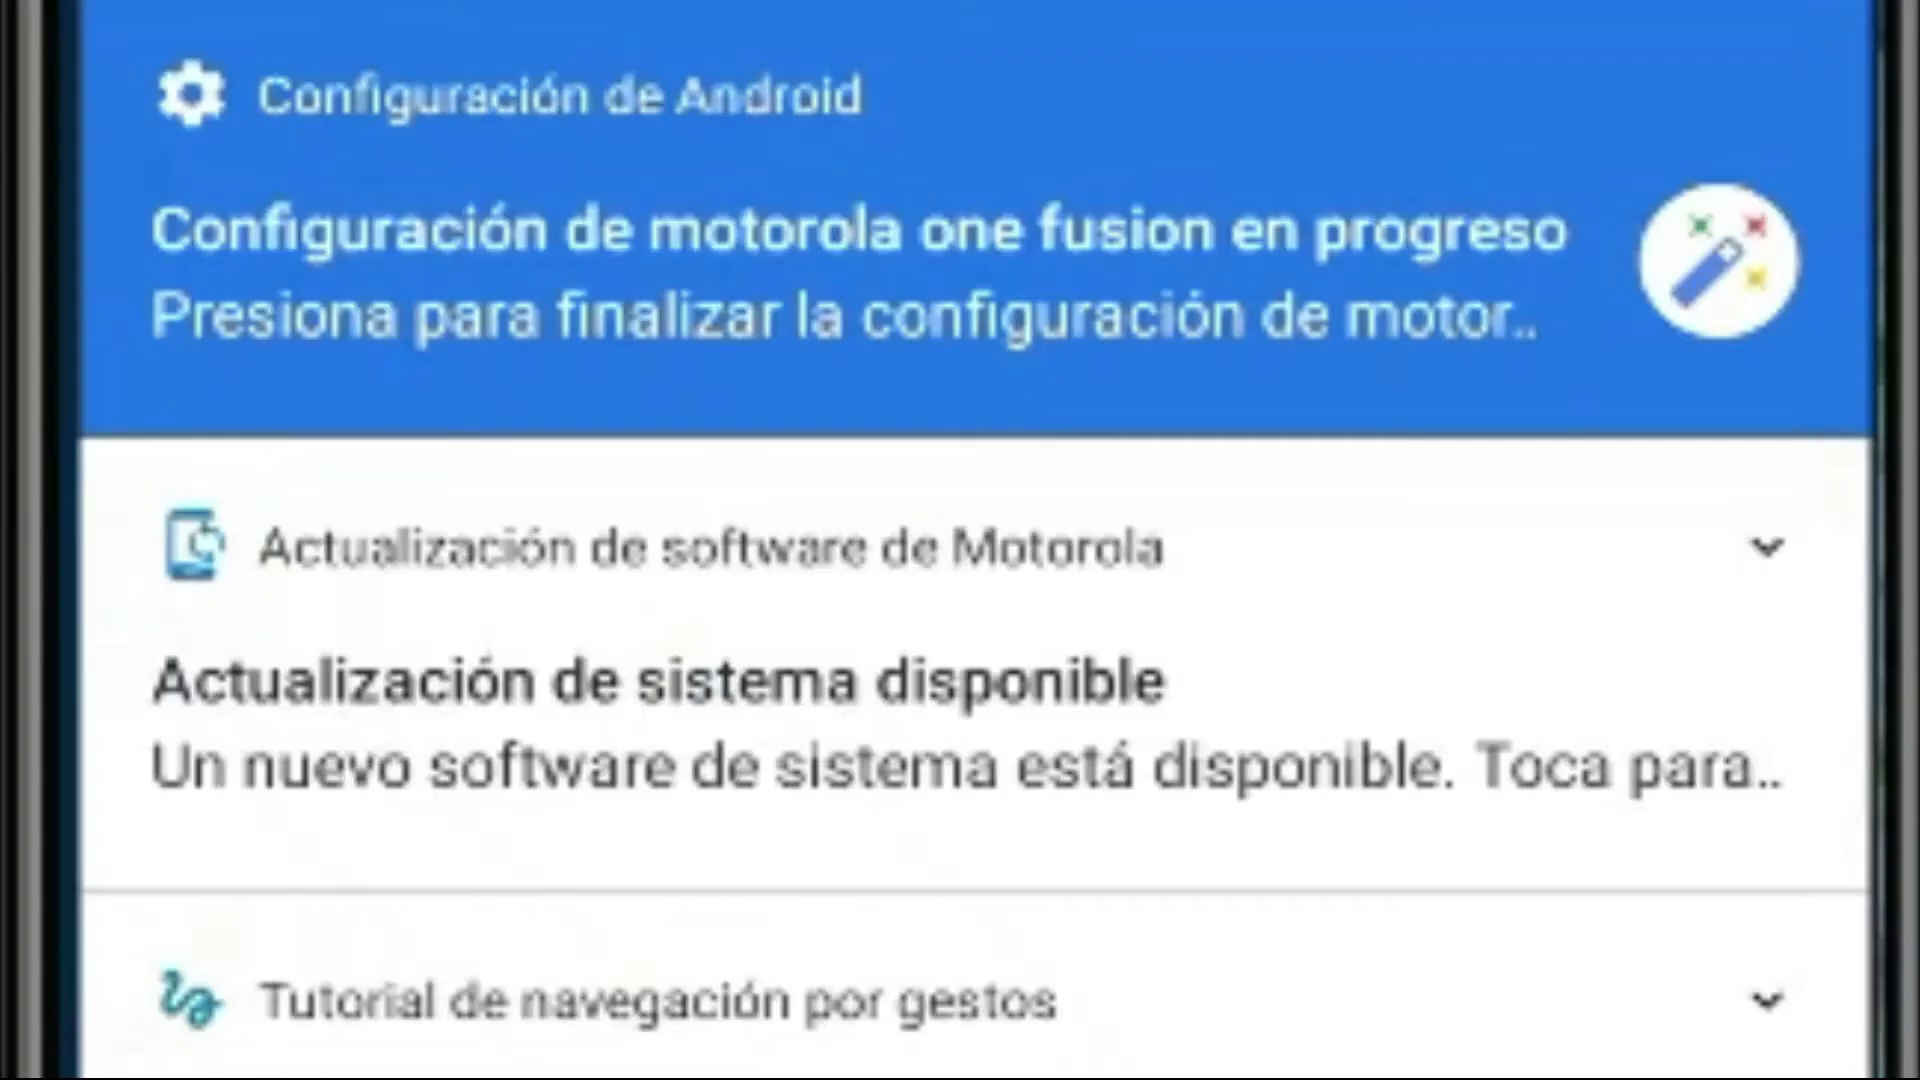 Configuración de Android
Configuración de motorola one fusion en progreso
Presiona para finalizar la configuración de motor..
Actualización de software de Motorola
Actualización de sistema disponible
Un nuevo software de sistema está disponible. Toca para..
Tutorial de navegación por gestos